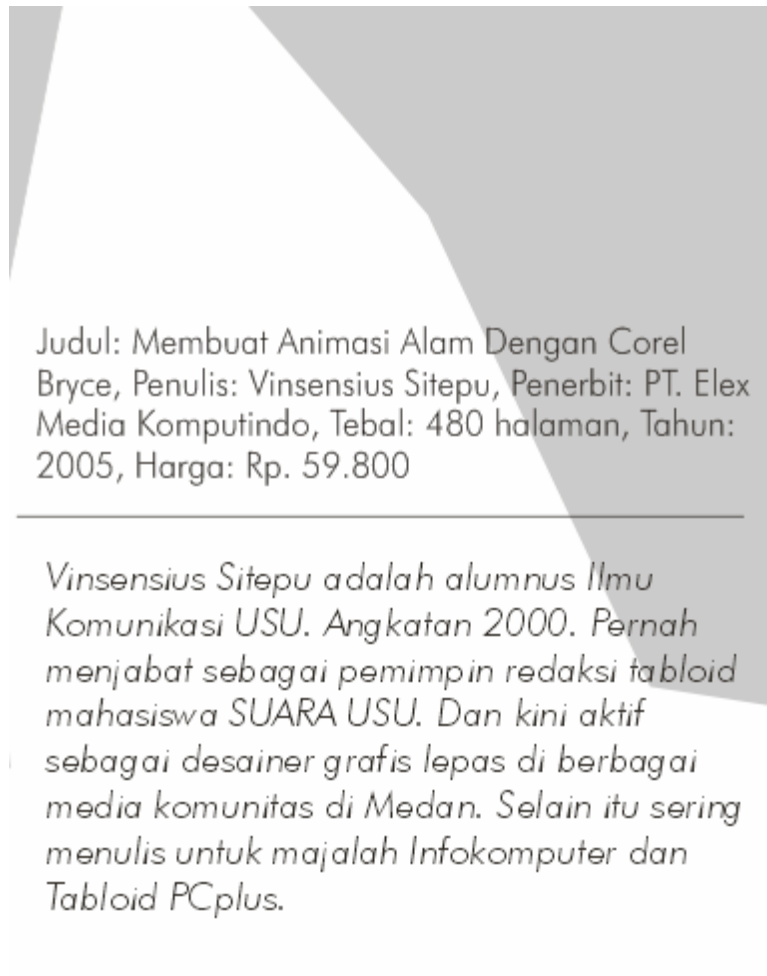 Judul: Membuat Animasi Alam Dengan Corel
Bryce, Penulis: Vinsensius Sitepu, Penerbit: PT. Elex
Media Komputindo, Tebal: 480 halaman, Tahun:
2005, Harga: Rp. 59.800
Vinsensius Sitepu adalah alumnus Ilmu
Komunikasi USU. Angkatan 2000. Pernah
menjabat sebagai pemimpin redaksi tabloid
mahasiswa SUARA USU. Dan kini aktif
sebagai desainer grafis lepas di berbagai
media komunitas di Medan. Selain itu sering
menulis untuk majalah Infokomputer dan
Tabloid PCplus.